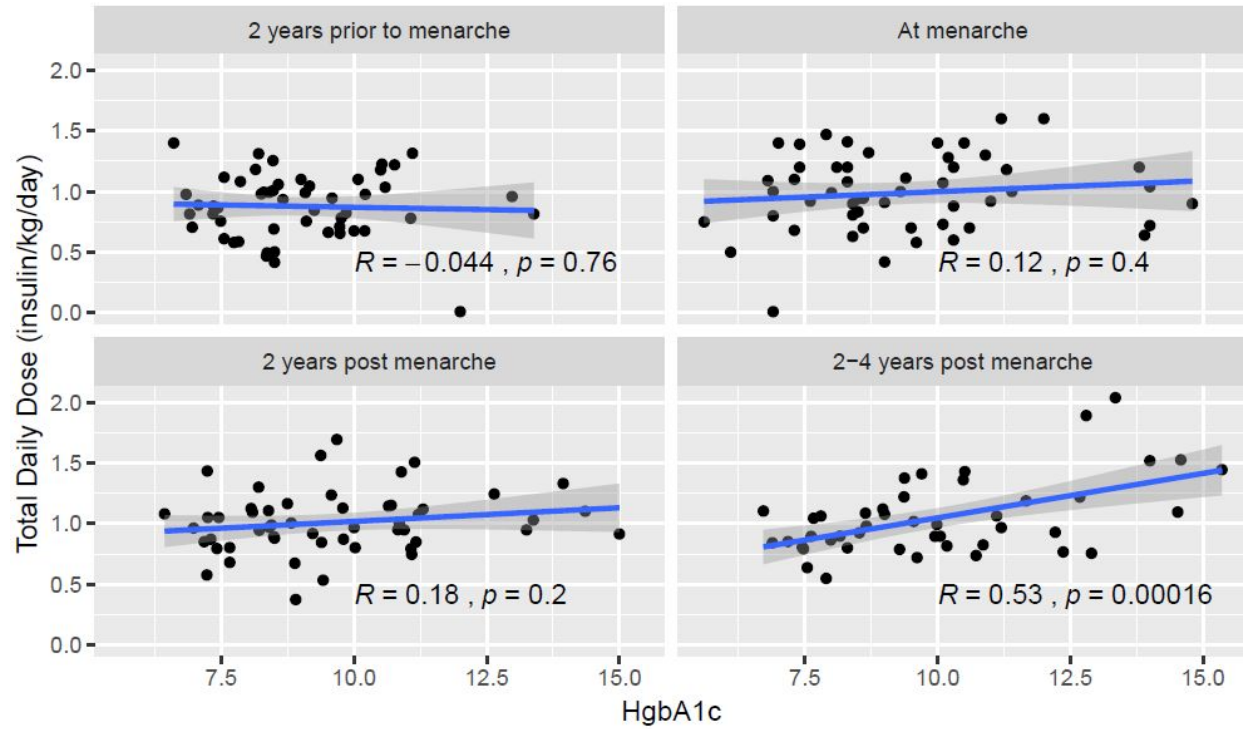 2 years prior to menarche
At menarche
2.0
1.5
1.0
0.5
0.0
R = −0.044 , p = 0.76
R = 0.12 , p = 0.4
2 years post menarche
2−4 years post menarche
2.0
1.5
1.0
0.5
0.0
R = 0.18 , p = 0.2
R = 0.53 , p = 0.00016
7.5 10.0 12.5 15.0
7.5 10.0 12.5 15.0
HgbA1c
Total Daily Dose (insulin/kg/day)